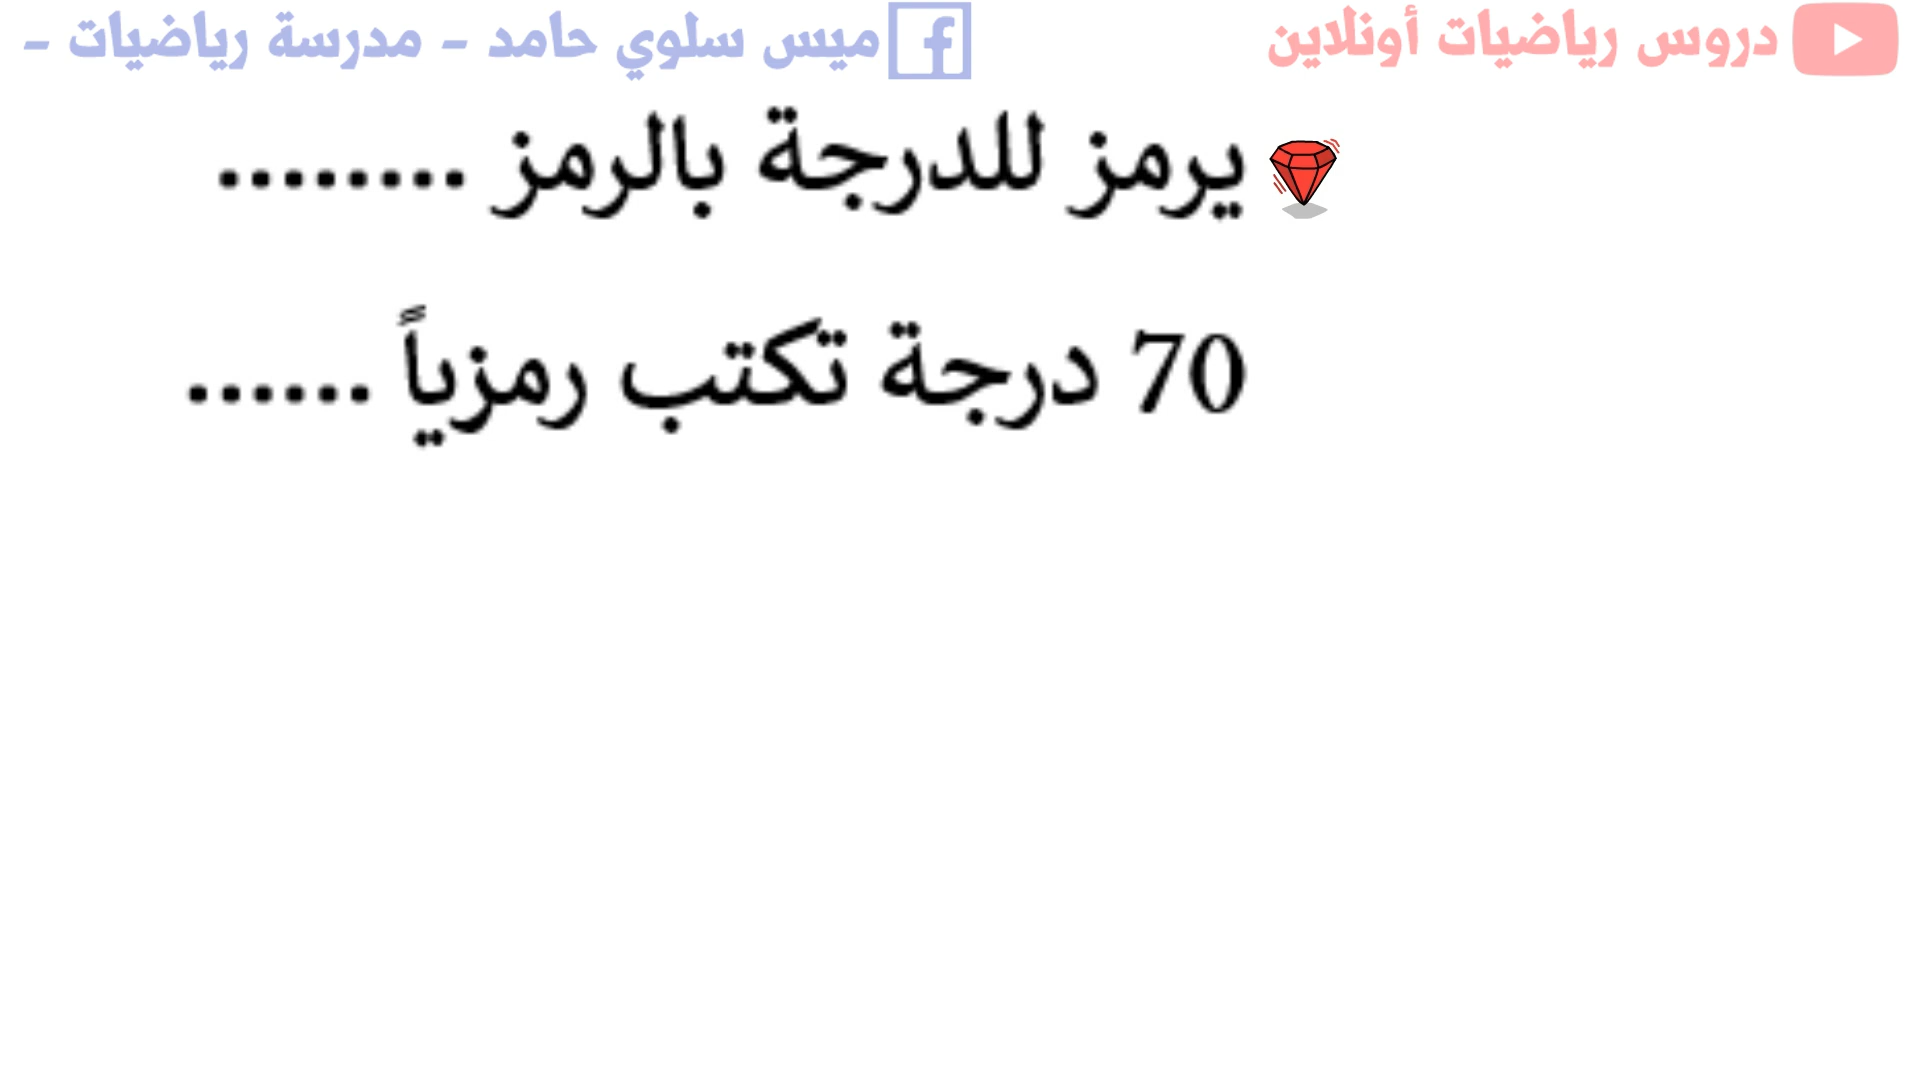 دروس رياضيات أونلاين
ميس سلوي حامد - مدرسة رياضيات -
يرمز للدرجة بالرمز ........
70 درجة تكتب رمزياً ......